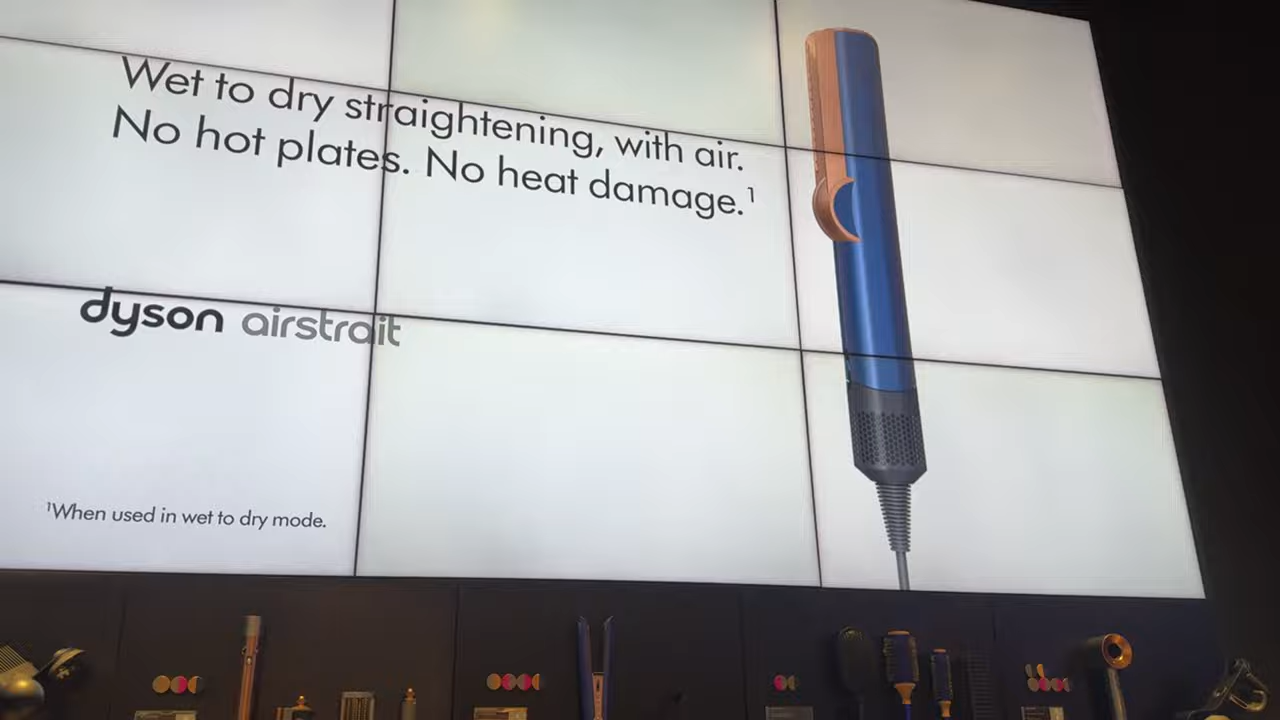 Wet to dry straightening, with air.
No hot plates. No heat damage.¹
dyson airstrait
¹When used in wet to dry mode.